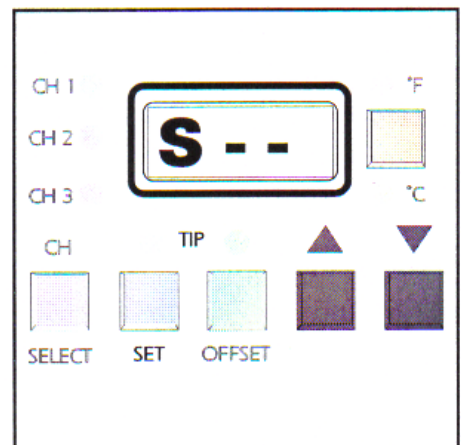 CH 1
°F
S - -
CH 2
CH 3
°C
CH
TIP
SELECT
SET
OFFSET